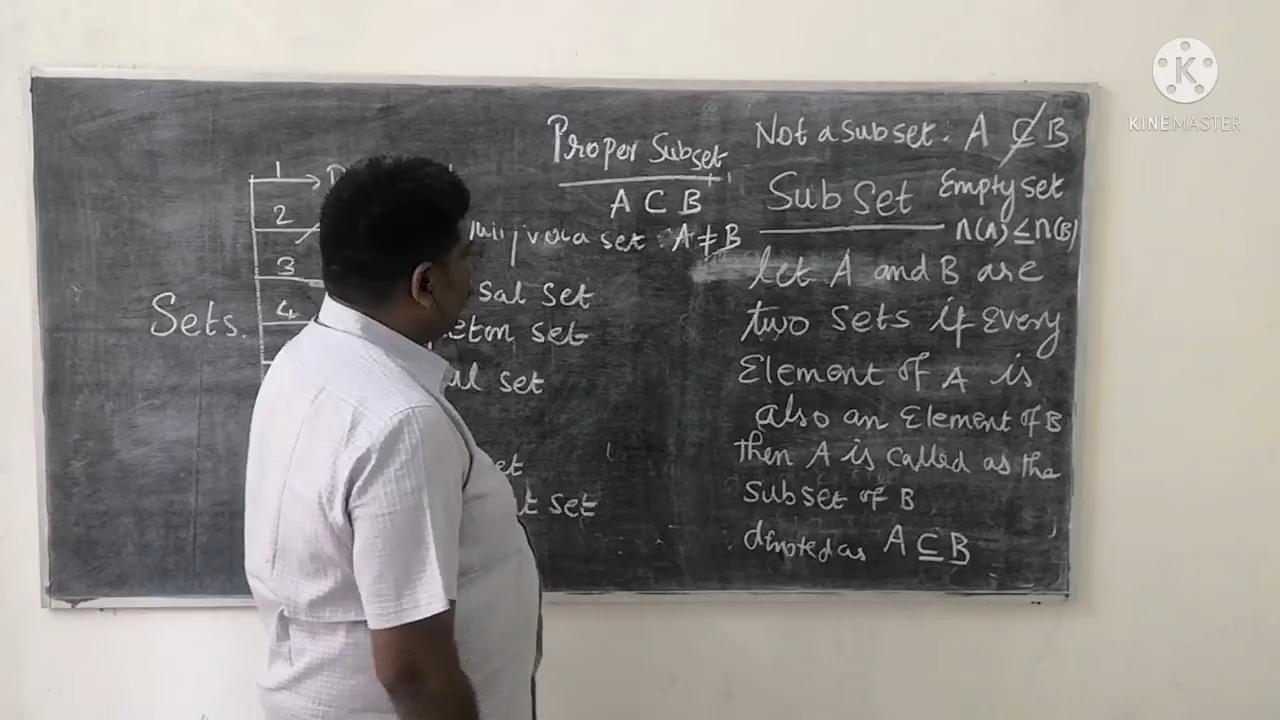 Sets.
1
2
3
4
set
sal set
eton set
al set
et
t set
Proper Subset
A ⊂ B
A ≠ B
Not a subset: A ⊄ B
Sub Set
Empty set
n(A) ≤ n(B)
let A and B are
two sets if every
Element of A is
also an Element of B
then A is called as the
subset of B
denoted as A ⊆ B
KINEMASTER